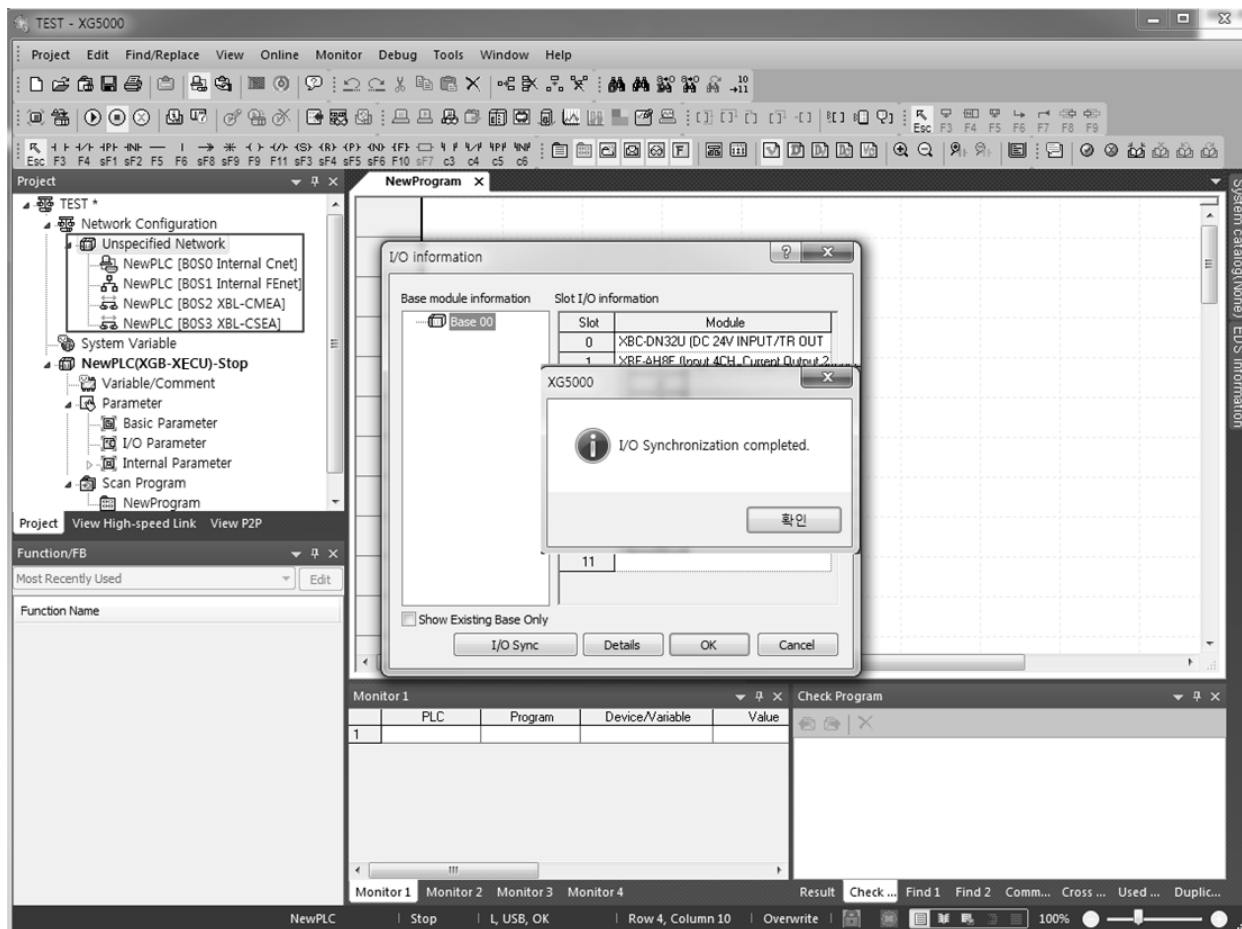 TEST - XG5000
Project Edit Find/Replace View Online Monitor Debug Tools Window Help
Esc F3 F4 F5 F6 F7 F8 F9
Esc F3 F4 sF1 sF2 F5 F6 sF8 sF9 F9 F11 sF3 sF4 sF5 sF6 F10 sF7 c3 c4 c5 c6
Project
TEST *
Network Configuration
Unspecified Network
NewPLC [B0S0 Internal Cnet]
NewPLC [B0S1 Internal FEnet]
NewPLC [B0S2 XBL-CMEA]
NewPLC [B0S3 XBL-CSEA]
System Variable
NewPLC(XGB-XECU)-Stop
Variable/Comment
Parameter
Basic Parameter
I/O Parameter
Internal Parameter
Scan Program
NewProgram
Project View High-speed Link View P2P
Function/FB
Most Recently Used Edit
Function Name
NewProgram
I/O information
Base module information
Base 00
Slot I/O information
Slot Module
0 XBC-DN32U (DC 24V INPUT/TR OUT
1 XBF-AH8F (Input 4CH, Current Output 2
XG5000
I/O Synchronization completed.
확인
11
Show Existing Base Only
I/O Sync Details OK Cancel
System Catalog(None)
EDS Information
Monitor 1
PLC Program Device/Variable Value
1
Monitor 1 Monitor 2 Monitor 3 Monitor 4
Check Program
Result Check ... Find 1 Find 2 Comm... Cross ... Used ... Duplic...
NewPLC Stop L, USB, OK Row 4, Column 10 Overwrite 100%